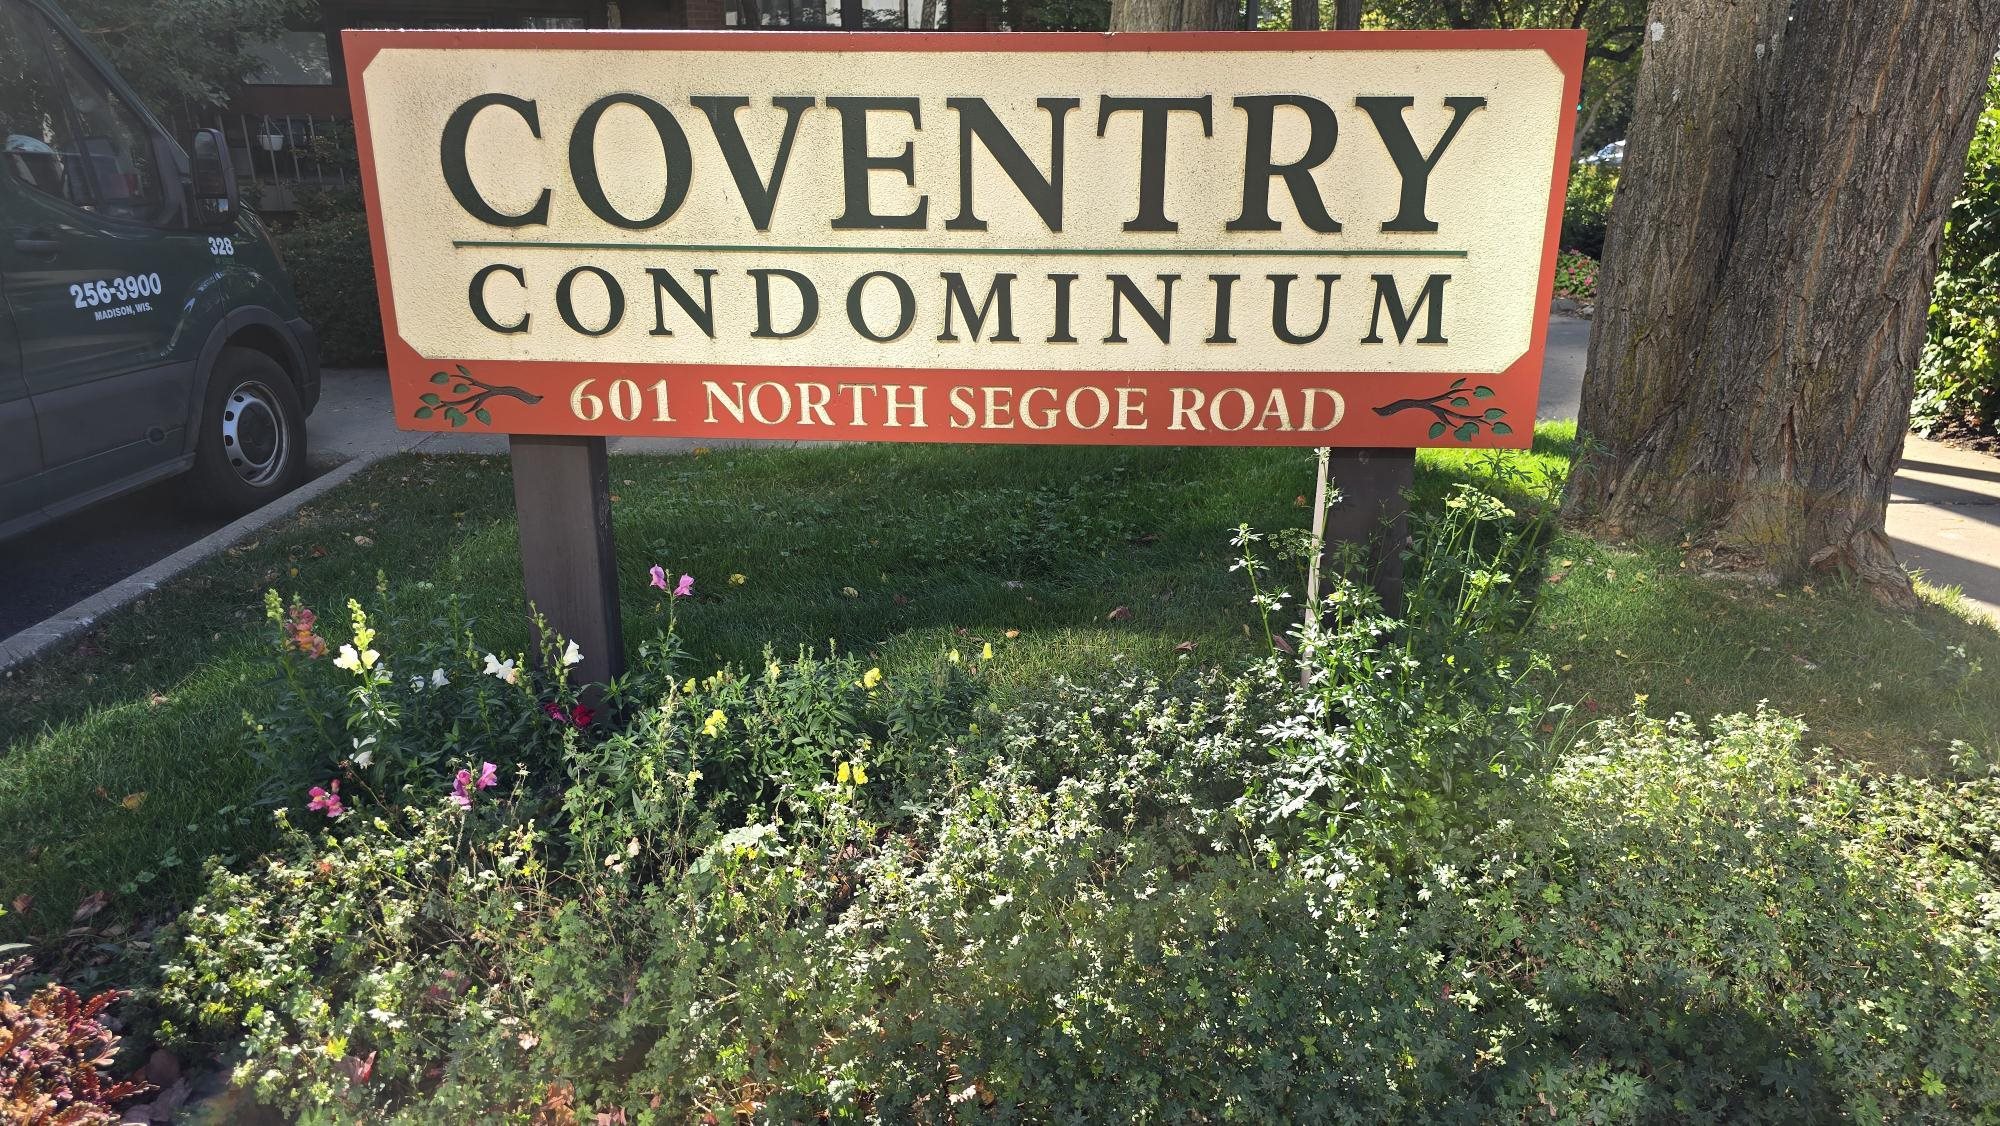 COVENTRY
CONDOMINIUM
601 NORTH SEGOE ROAD
328
256-3900
MADISON, WIS.